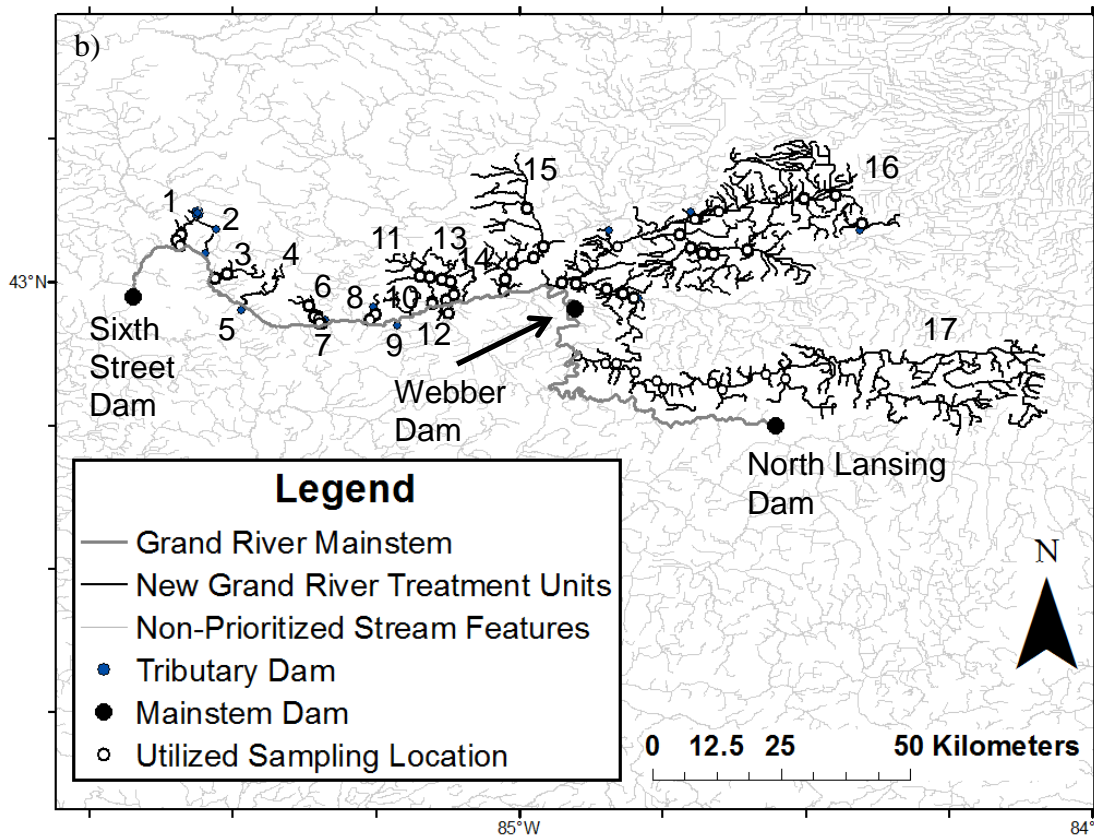 b)
15
16
1
2
11
13
3
4
14
43°N
6
8
10
5
7
9
12
17
Sixth
Street
Dam
Webber
Dam
North Lansing
Dam
Legend
Grand River Mainstem
New Grand River Treatment Units
Non-Prioritized Stream Features
Tributary Dam
Mainstem Dam
Utilized Sampling Location
N
0 12.5 25 50 Kilometers
85°W
84°